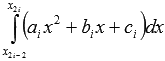 ∫_{x_{2i-2}}^{x_{2i}} (a_i x^2 + b_i x + c_i) dx